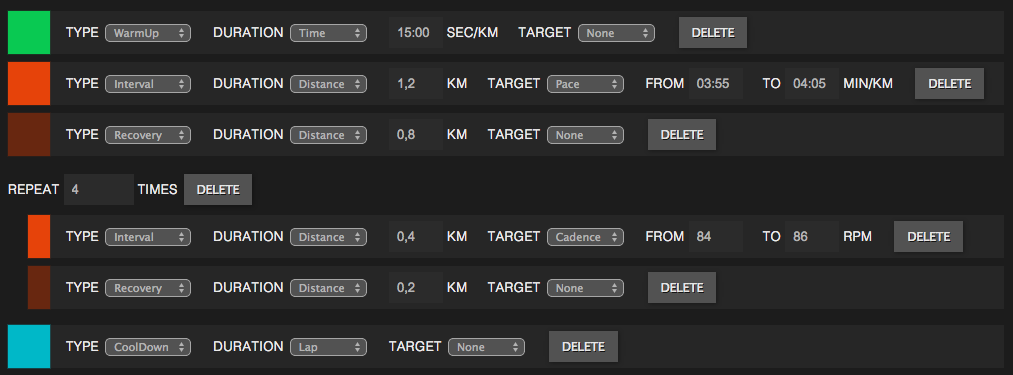 TYPE WarmUp DURATION Time 15:00 SEC/KM TARGET None DELETE
TYPE Interval DURATION Distance 1,2 KM TARGET Pace FROM 03:55 TO 04:05 MIN/KM DELETE
TYPE Recovery DURATION Distance 0,8 KM TARGET None DELETE
REPEAT 4 TIMES DELETE
TYPE Interval DURATION Distance 0,4 KM TARGET Cadence FROM 84 TO 86 RPM DELETE
TYPE Recovery DURATION Distance 0,2 KM TARGET None DELETE
TYPE CoolDown DURATION Lap TARGET None DELETE